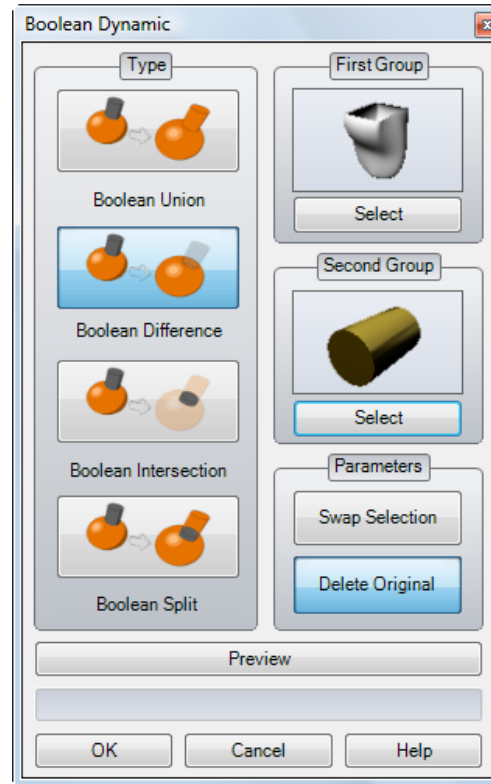 Boolean Dynamic
Type
Boolean Union
Boolean Difference
Boolean Intersection
Boolean Split
First Group
Select
Second Group
Select
Parameters
Swap Selection
Delete Original
Preview
OK
Cancel
Help